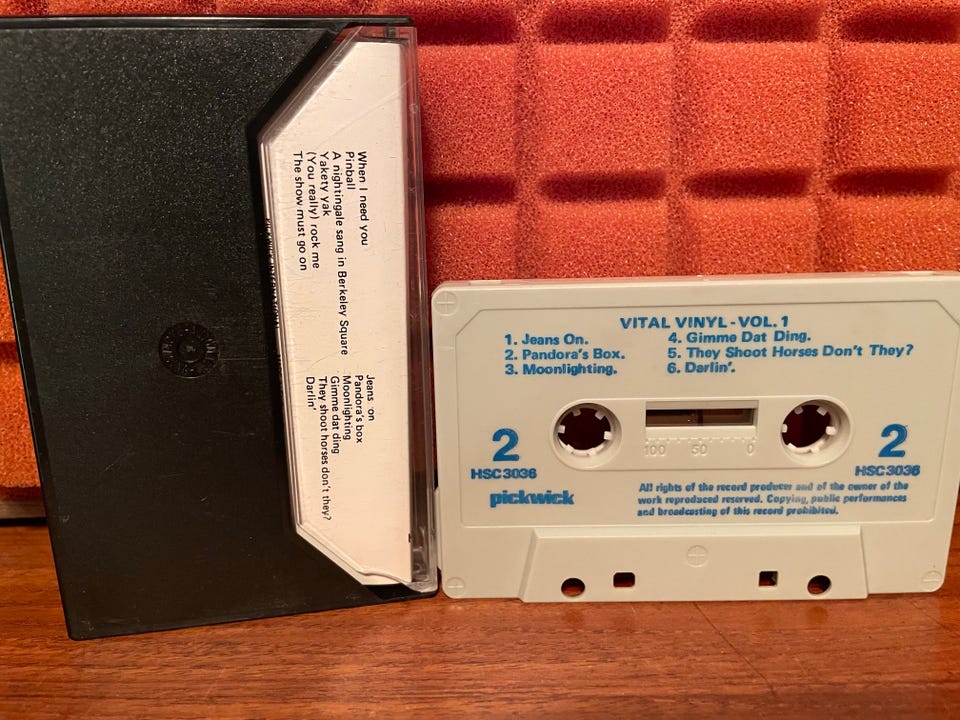 When I need you
Pinball
A nightingale sang in Berkeley Square
Yakety yak
(You really) rock me
The show must go on
Jeans on
Pandora's box
Moonlighting
Gimme dat ding
They shoot horses don't they?
Darlin'
VITAL VINYL - VOL. 1
1. Jeans On.
2. Pandora's Box.
3. Moonlighting.
4. Gimme Dat Ding.
5. They Shoot Horses Don't They?
6. Darlin'.
2
HSC 3036
pickwick
100 50 0
2
HSC 3036
All rights of the record producer and of the owner of the
work reproduced reserved. Copying, public performances
and broadcasting of this record prohibited.